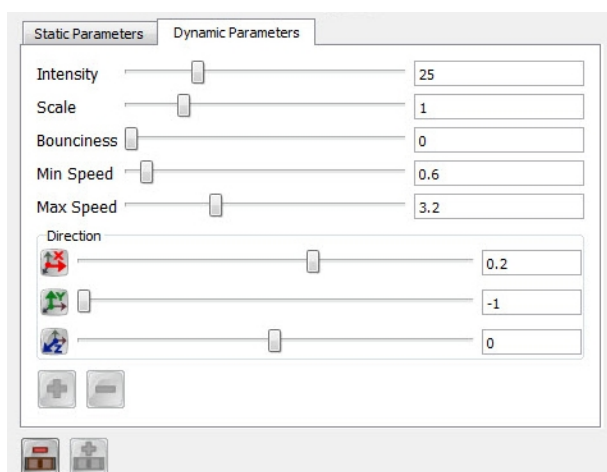 Static Parameters Dynamic Parameters
Intensity 25
Scale 1
Bounciness 0
Min Speed 0.6
Max Speed 3.2
Direction
X 0.2
Y -1
Z 0